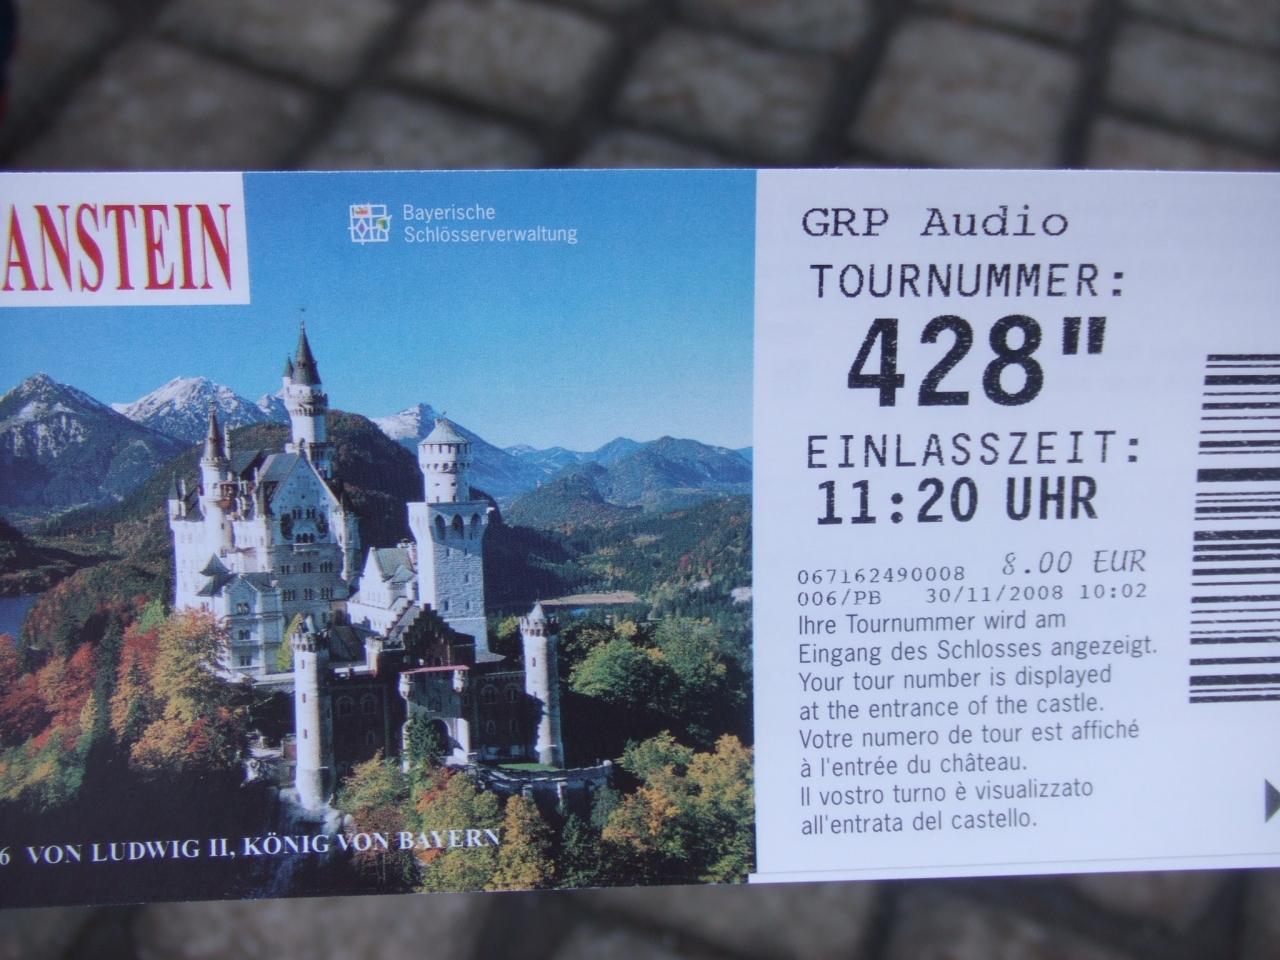 ANSTEIN
Bayerische
Schlösserverwaltung
6 VON LUDWIG II, KÖNIG VON BAYERN
GRP Audio
TOURNUMMER:
428"
EINLASSZEIT:
11:20 UHR
8.00 EUR
067162490008
006/PB 30/11/2008 10:02
Ihre Tournummer wird am
Eingang des Schlosses angezeigt.
Your tour number is displayed
at the entrance of the castle.
Votre numero de tour est affiché
à l'entrée du château.
Il vostro turno è visualizzato
all'entrata del castello.